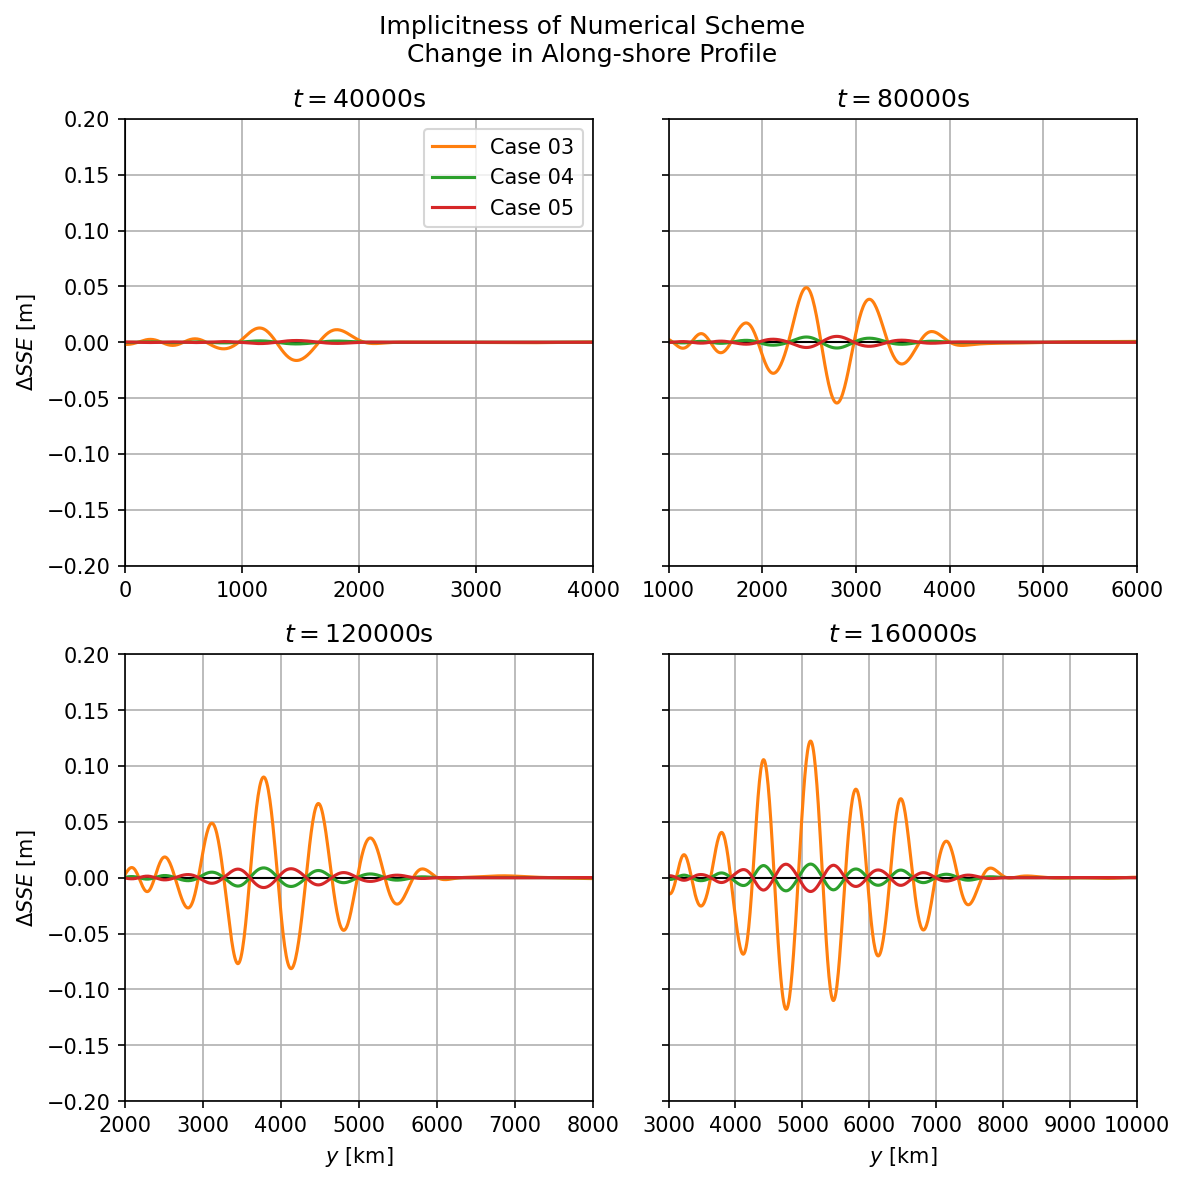 Implicitness of Numerical Scheme
Change in Along-shore Profile
t = 40000s
t = 80000s
0.20
0.15
0.10
0.05
0.00
−0.05
−0.10
−0.15
−0.20
ΔSSE [m]
Case 03
Case 04
Case 05
0 1000 2000 3000 4000
1000 2000 3000 4000 5000 6000
t = 120000s
t = 160000s
0.20
0.15
0.10
0.05
0.00
−0.05
−0.10
−0.15
−0.20
ΔSSE [m]
2000 3000 4000 5000 6000 7000 8000
3000 4000 5000 6000 7000 8000 9000 10000
y [km]
y [km]